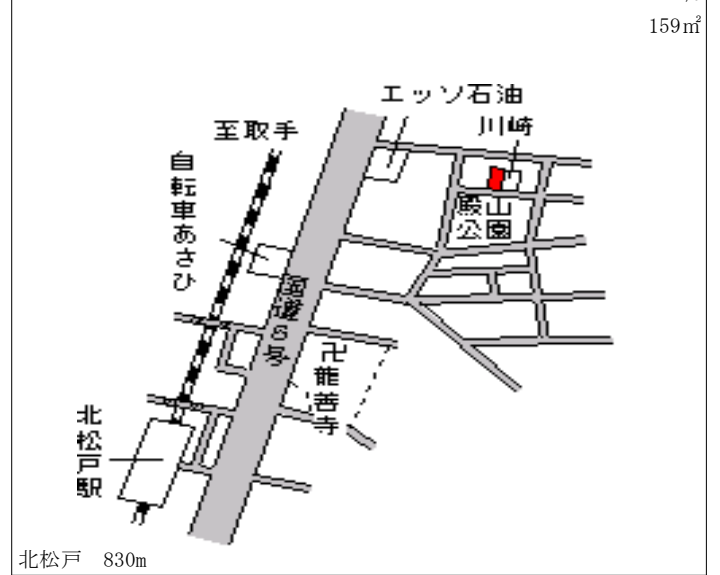 159㎡
エッソ石油
川崎
至取手
自転車あさひ
殿山
公園
国道6号
卍龍善寺
北松戸駅
北松戸 830m